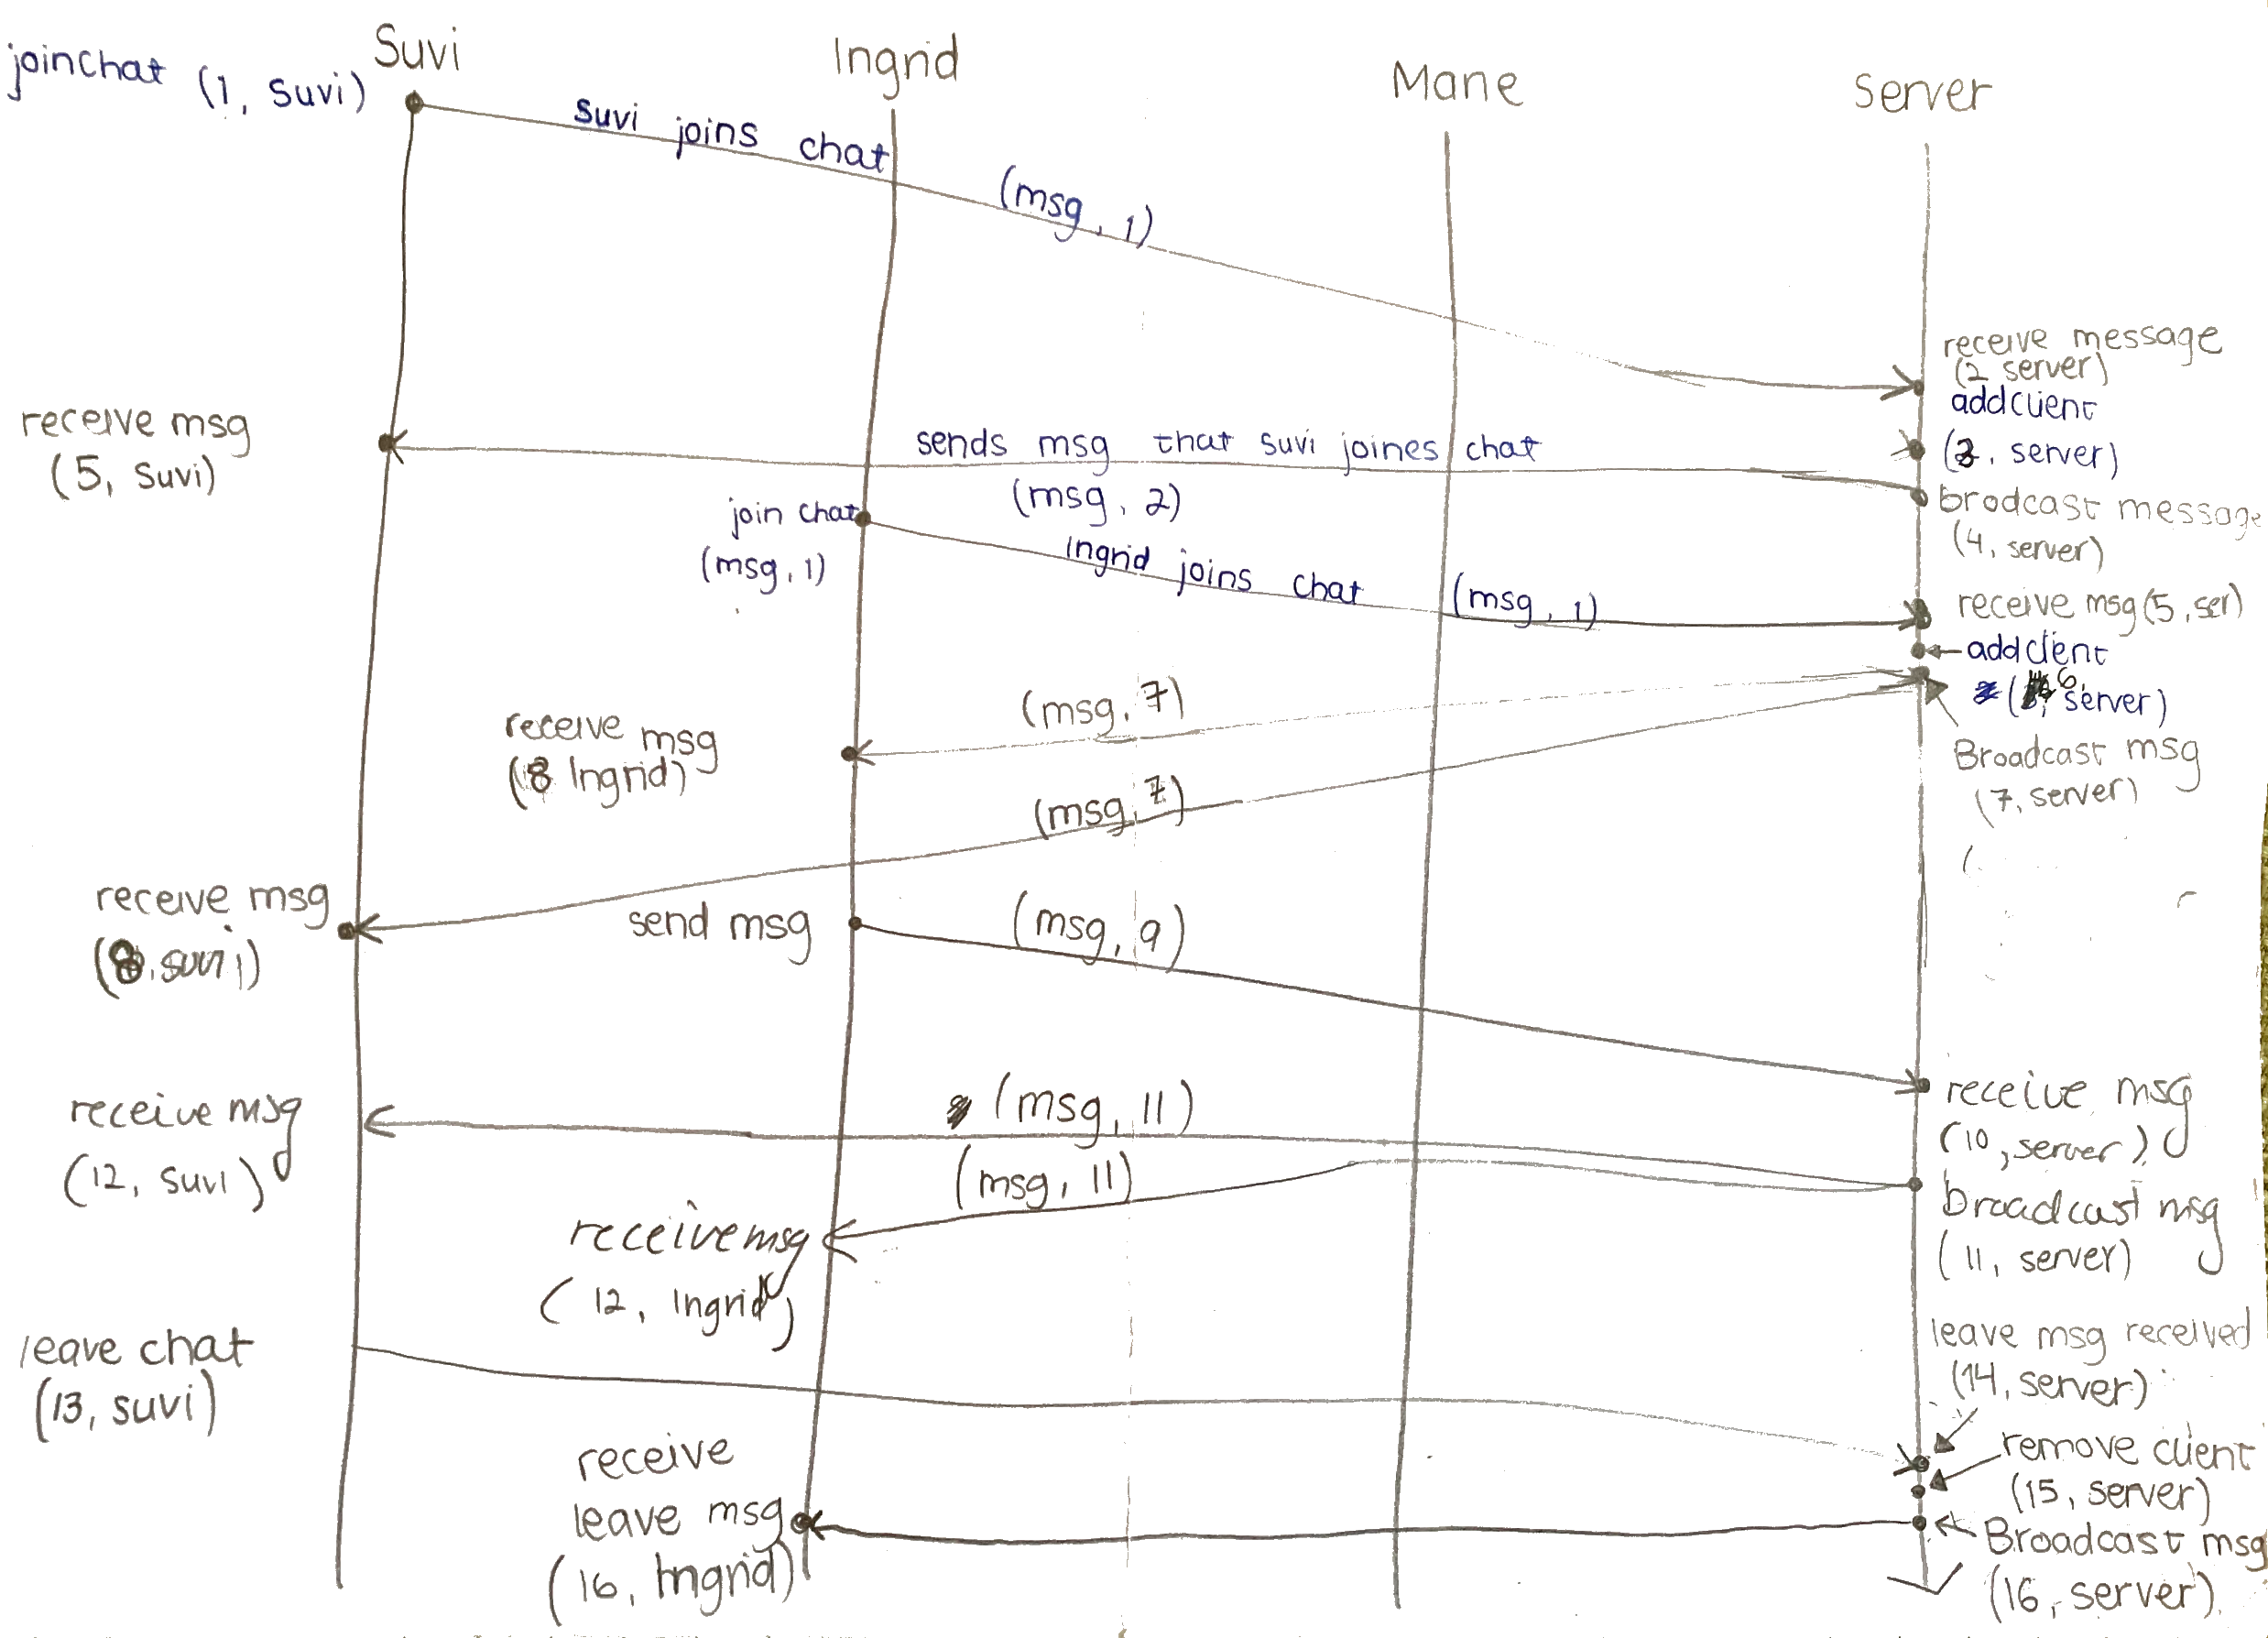 Suvi
Ingrid
Mane
Server
joinchat (1, suvi)
suvi joins chat
(msg, 1)
receive message
(2 server)
addclient
(3, server)
receive msg
(5, suvi)
sends msg that suvi joines chat
(msg, 2)
brodcast message
(4, server)
join chat
(msg, 1)
Ingrid joins chat
(msg, 1)
receive msg (5, ser)
addclient
(6, server)
(msg, 7)
receive msg
(8 Ingrid)
Broadcast msg
(7, server)
(msg, 7)
receive msg
(8, suvi)
send msg
(msg, 9)
receive msg
(10, server)
(msg, 11)
receive msg
(12, suvi)
(msg, 11)
broadcast msg
(11, server)
receive msg
(12, Ingrid)
leave chat
(13, suvi)
leave msg received
(14, server)
remove client
(15, server)
receive
leave msg
(16, Ingrid)
Broadcast msg
(16, server)